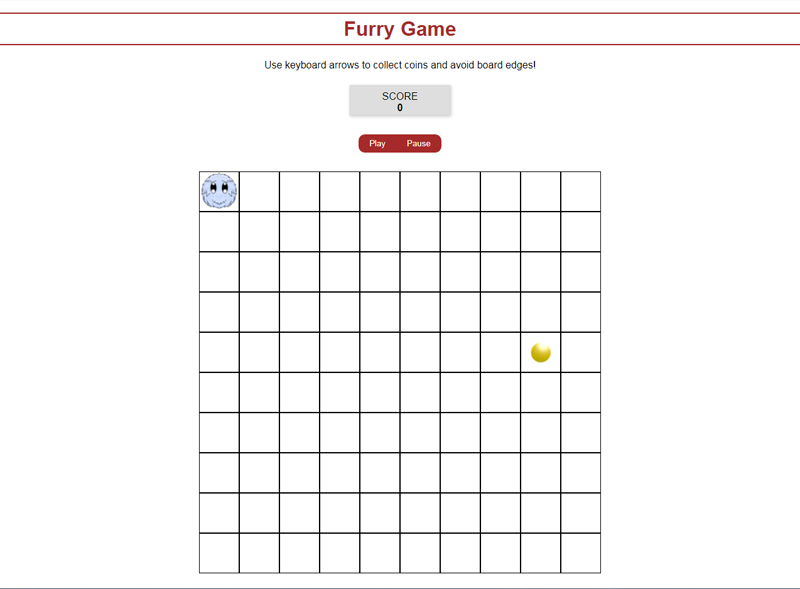 Furry Game
Use keyboard arrows to collect coins and avoid board edges!
SCORE
0
Play Pause